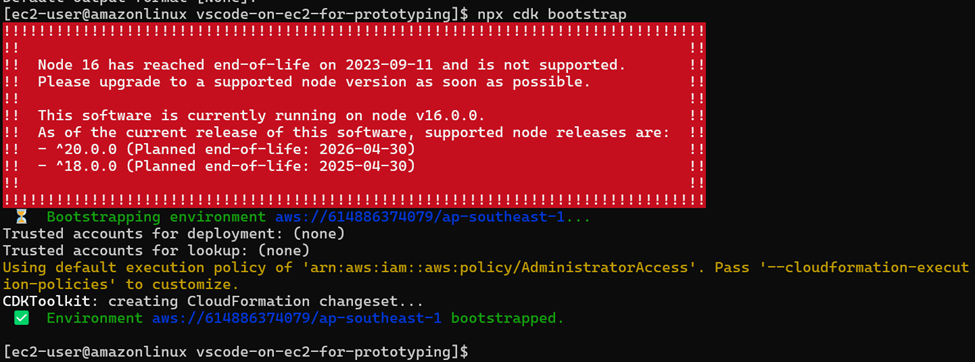 Default output format [None]:
[ec2-user@amazonlinux vscode-on-ec2-for-prototyping]$ npx cdk bootstrap
!!!!!!!!!!!!!!!!!!!!!!!!!!!!!!!!!!!!!!!!!!!!!!!!!!!!!!!!!!!!!!!!!!!!!!!!!!
!! !!
!! Node 16 has reached end-of-life on 2023-09-11 and is not supported. !!
!! Please upgrade to a supported node version as soon as possible. !!
!! !!
!! This software is currently running on node v16.0.0. !!
!! As of the current release of this software, supported node releases are: !!
!! - ^20.0.0 (Planned end-of-life: 2026-04-30) !!
!! - ^18.0.0 (Planned end-of-life: 2025-04-30) !!
!! !!
!!!!!!!!!!!!!!!!!!!!!!!!!!!!!!!!!!!!!!!!!!!!!!!!!!!!!!!!!!!!!!!!!!!!!!!!!!
⏳ Bootstrapping environment aws://614886374079/ap-southeast-1...
Trusted accounts for deployment: (none)
Trusted accounts for lookup: (none)
Using default execution policy of 'arn:aws:iam::aws:policy/AdministratorAccess'. Pass '--cloudformation-execut
ion-policies' to customize.
CDKToolkit: creating CloudFormation changeset...
✅ Environment aws://614886374079/ap-southeast-1 bootstrapped.
[ec2-user@amazonlinux vscode-on-ec2-for-prototyping]$